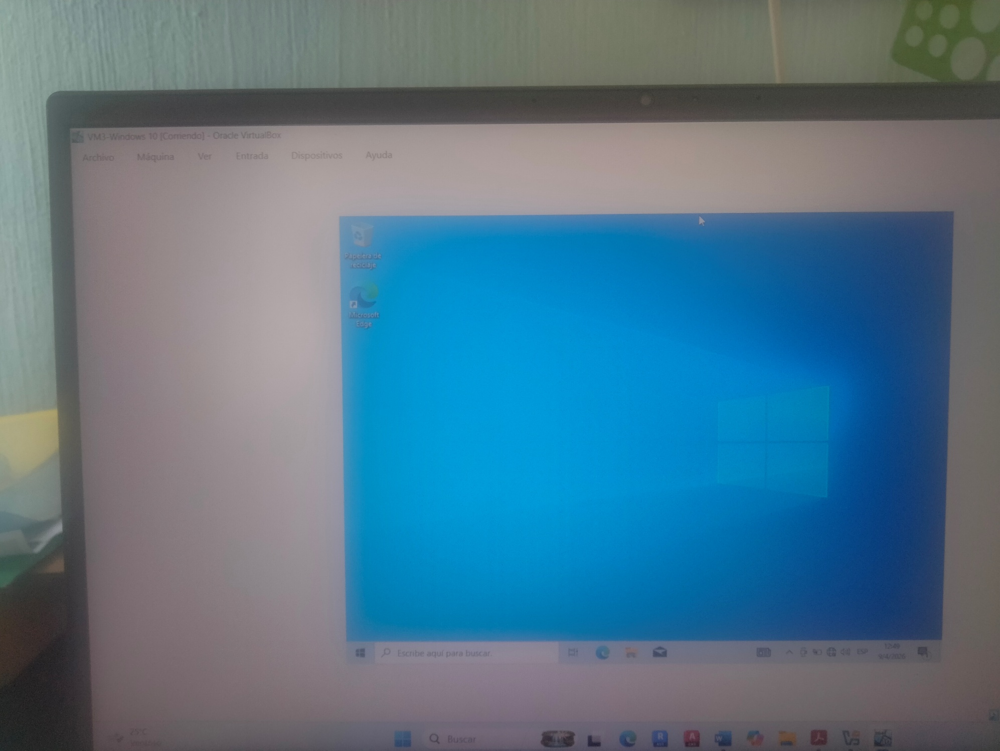 VM3-Windows 10 [Corriendo] - Oracle VirtualBox
Archivo Máquina Ver Entrada Dispositivos Ayuda
Papelera de
reciclaje
Microsoft
Edge
Escribe aquí para buscar.
ESP
12:49
9/4/2026
25°C
Ventoso
Buscar